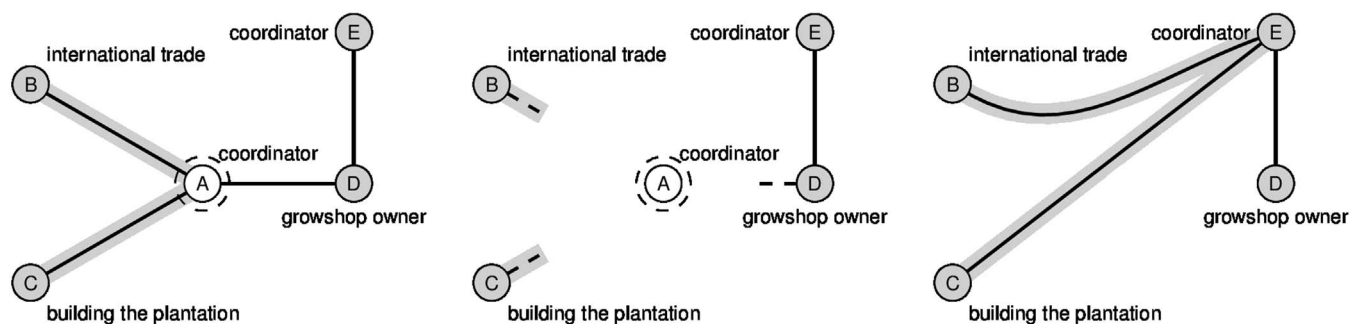 coordinator
E
international trade
B
coordinator
A
D
growshop owner
C
building the plantation
coordinator
E
international trade
B
coordinator
A
D
growshop owner
C
building the plantation
coordinator
E
international trade
B
D
growshop owner
C
building the plantation